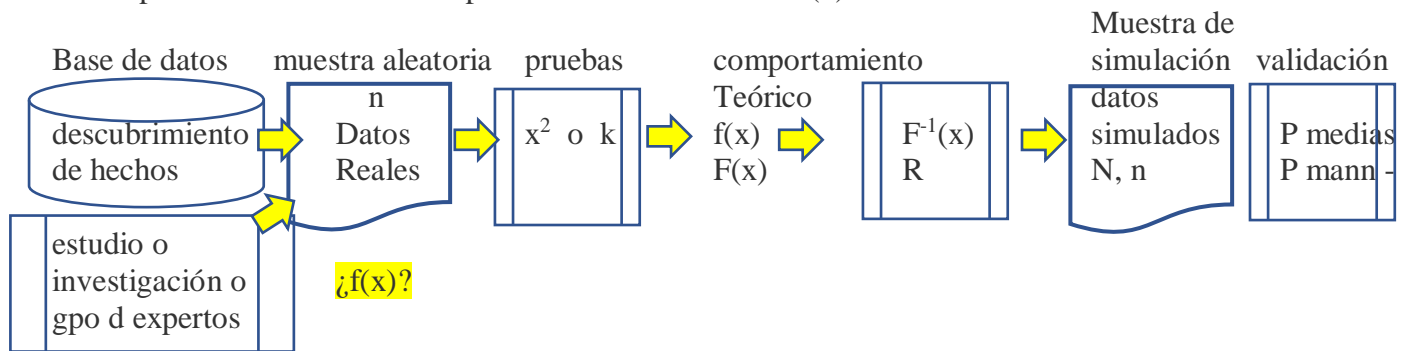 Base de datos
descubrimiento
de hechos
estudio o
investigación o
gpo d expertos
muestra aleatoria
n
Datos
Reales
¿f(x)?
pruebas
x² o k
comportamiento
Teórico
f(x)
F(x)
F⁻¹(x)
R
Muestra de
simulación
datos
simulados
N, n
validación
P medias
P mann -